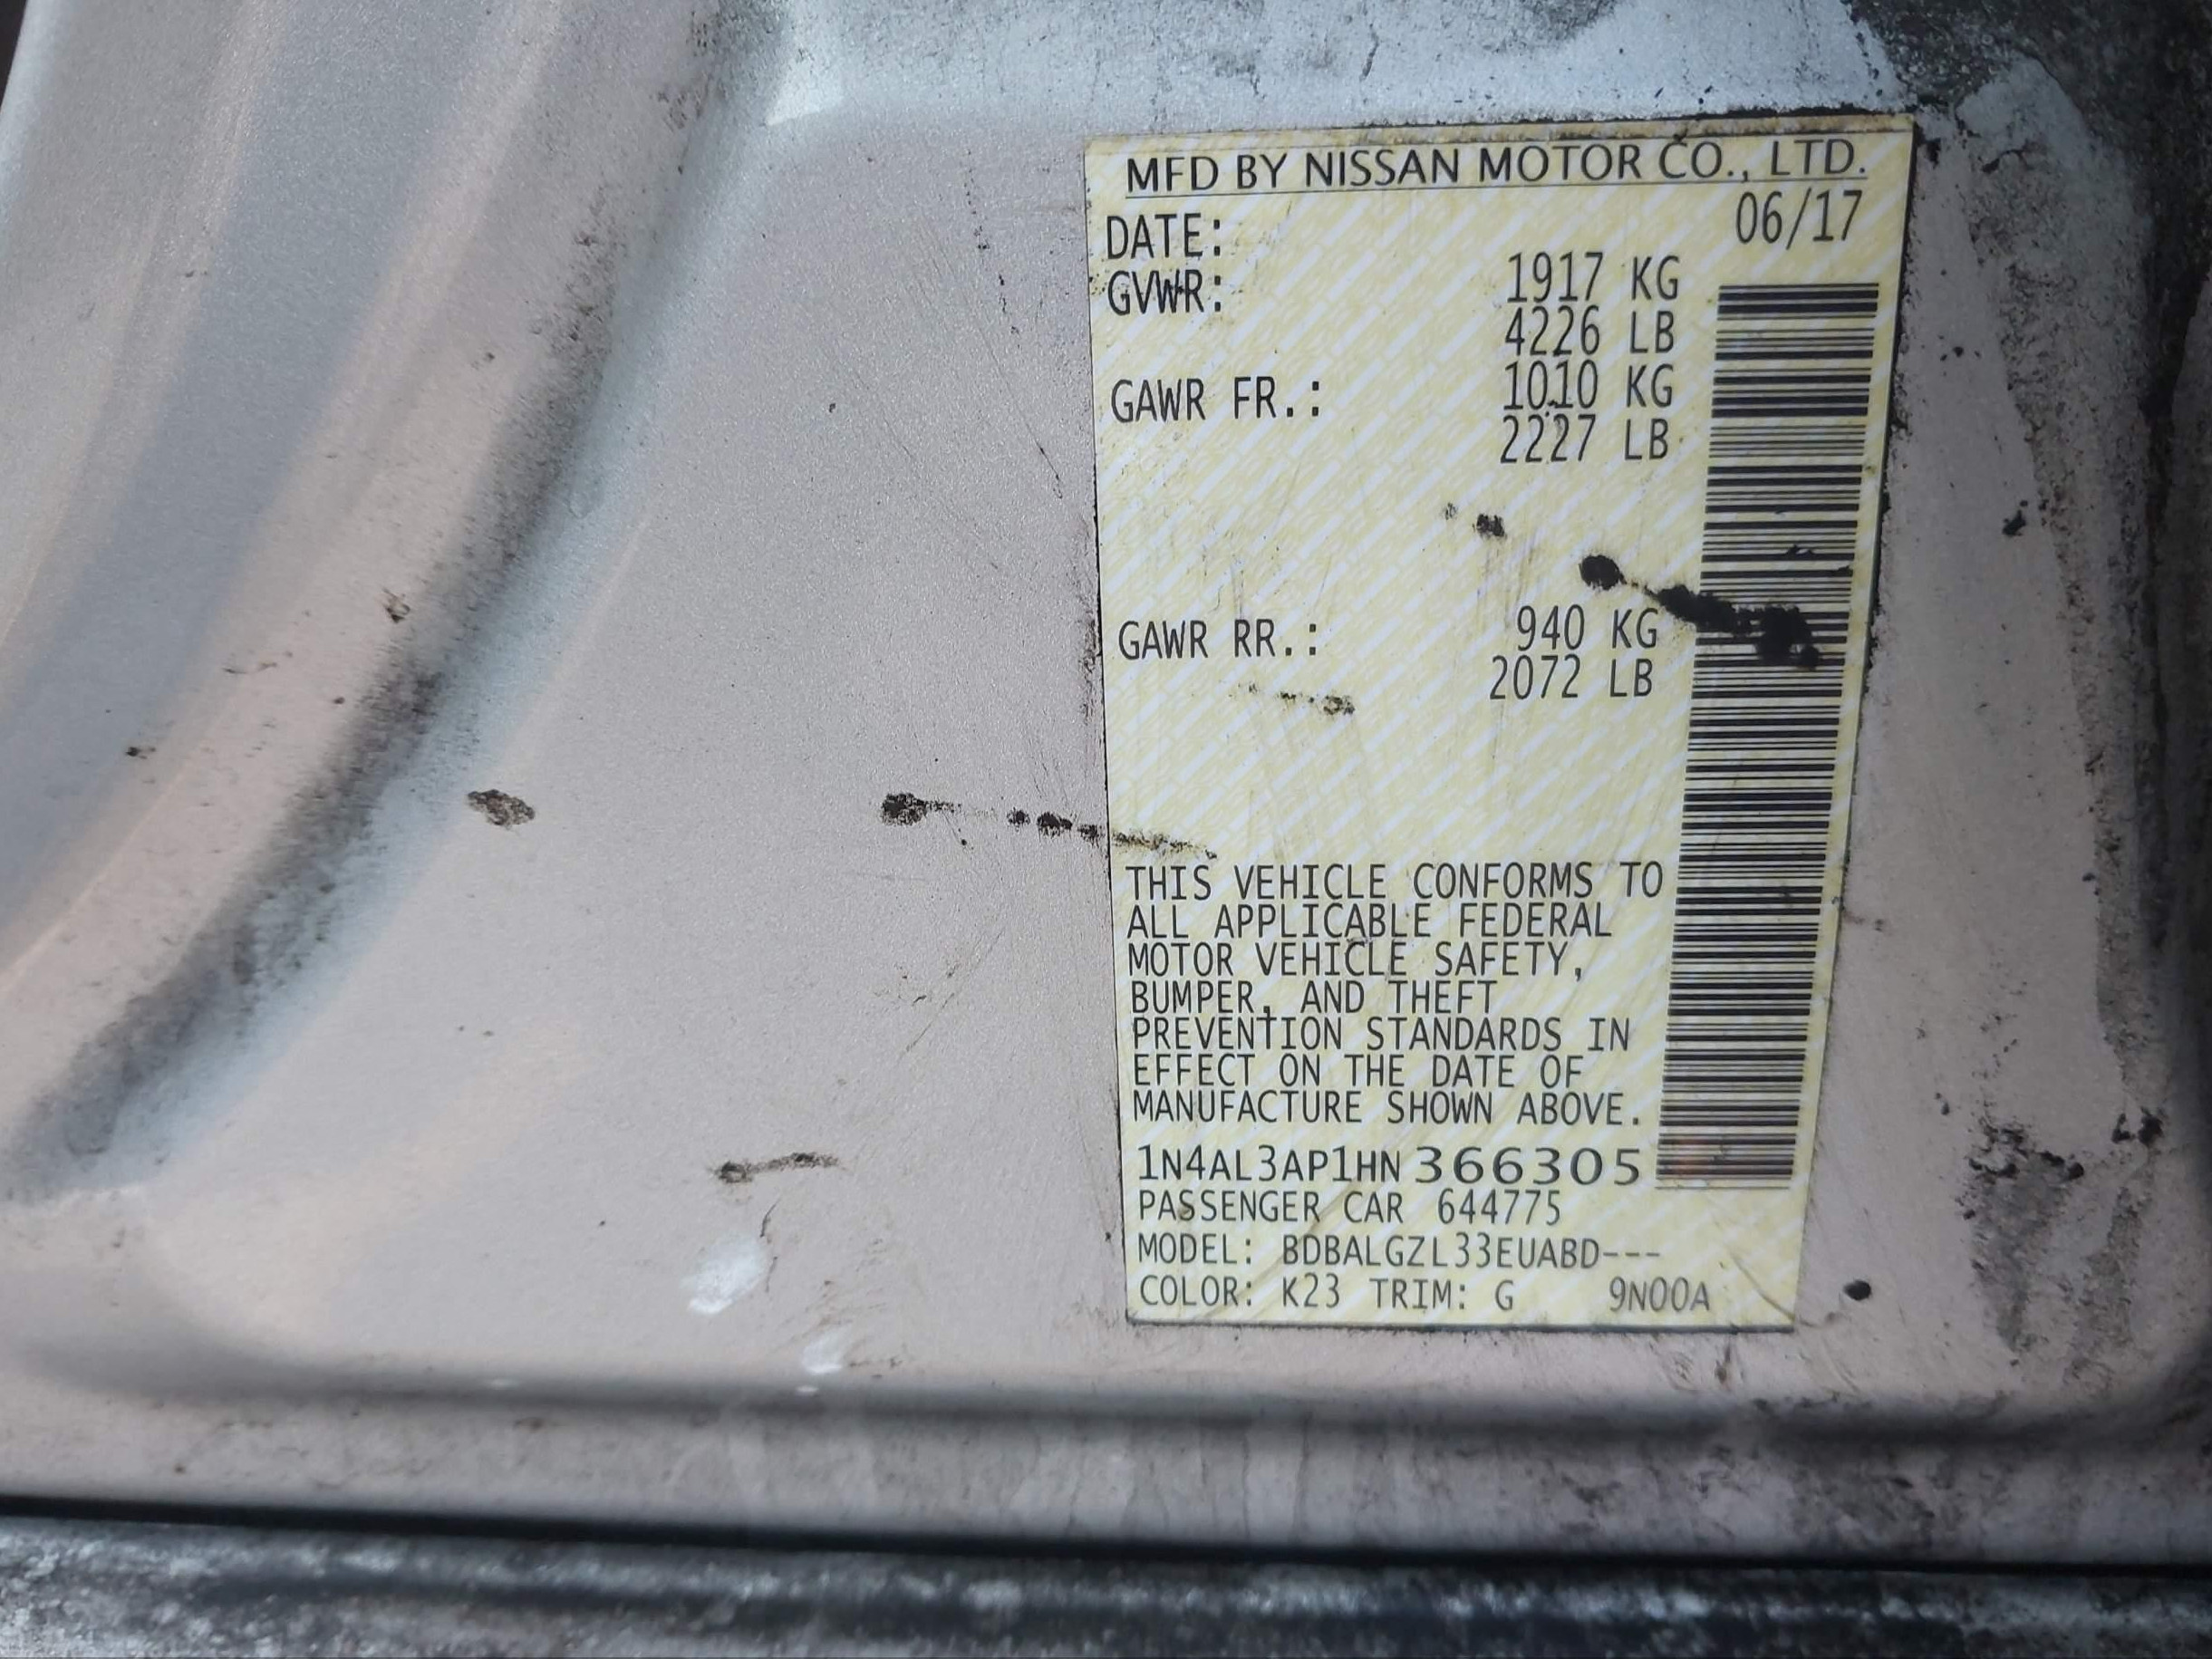 MFD BY NISSAN MOTOR CO., LTD.
DATE: 06/17
GVWR: 1917 KG
4226 LB
GAWR FR.: 1010 KG
2227 LB
GAWR RR.: 940 KG
2072 LB
THIS VEHICLE CONFORMS TO
ALL APPLICABLE FEDERAL
MOTOR VEHICLE SAFETY,
BUMPER, AND THEFT
PREVENTION STANDARDS IN
EFFECT ON THE DATE OF
MANUFACTURE SHOWN ABOVE.
1N4AL3AP1HN366305
PASSENGER CAR 644775
MODEL: BDBALGZL33EUABD---
COLOR: K23 TRIM: G 9N00A